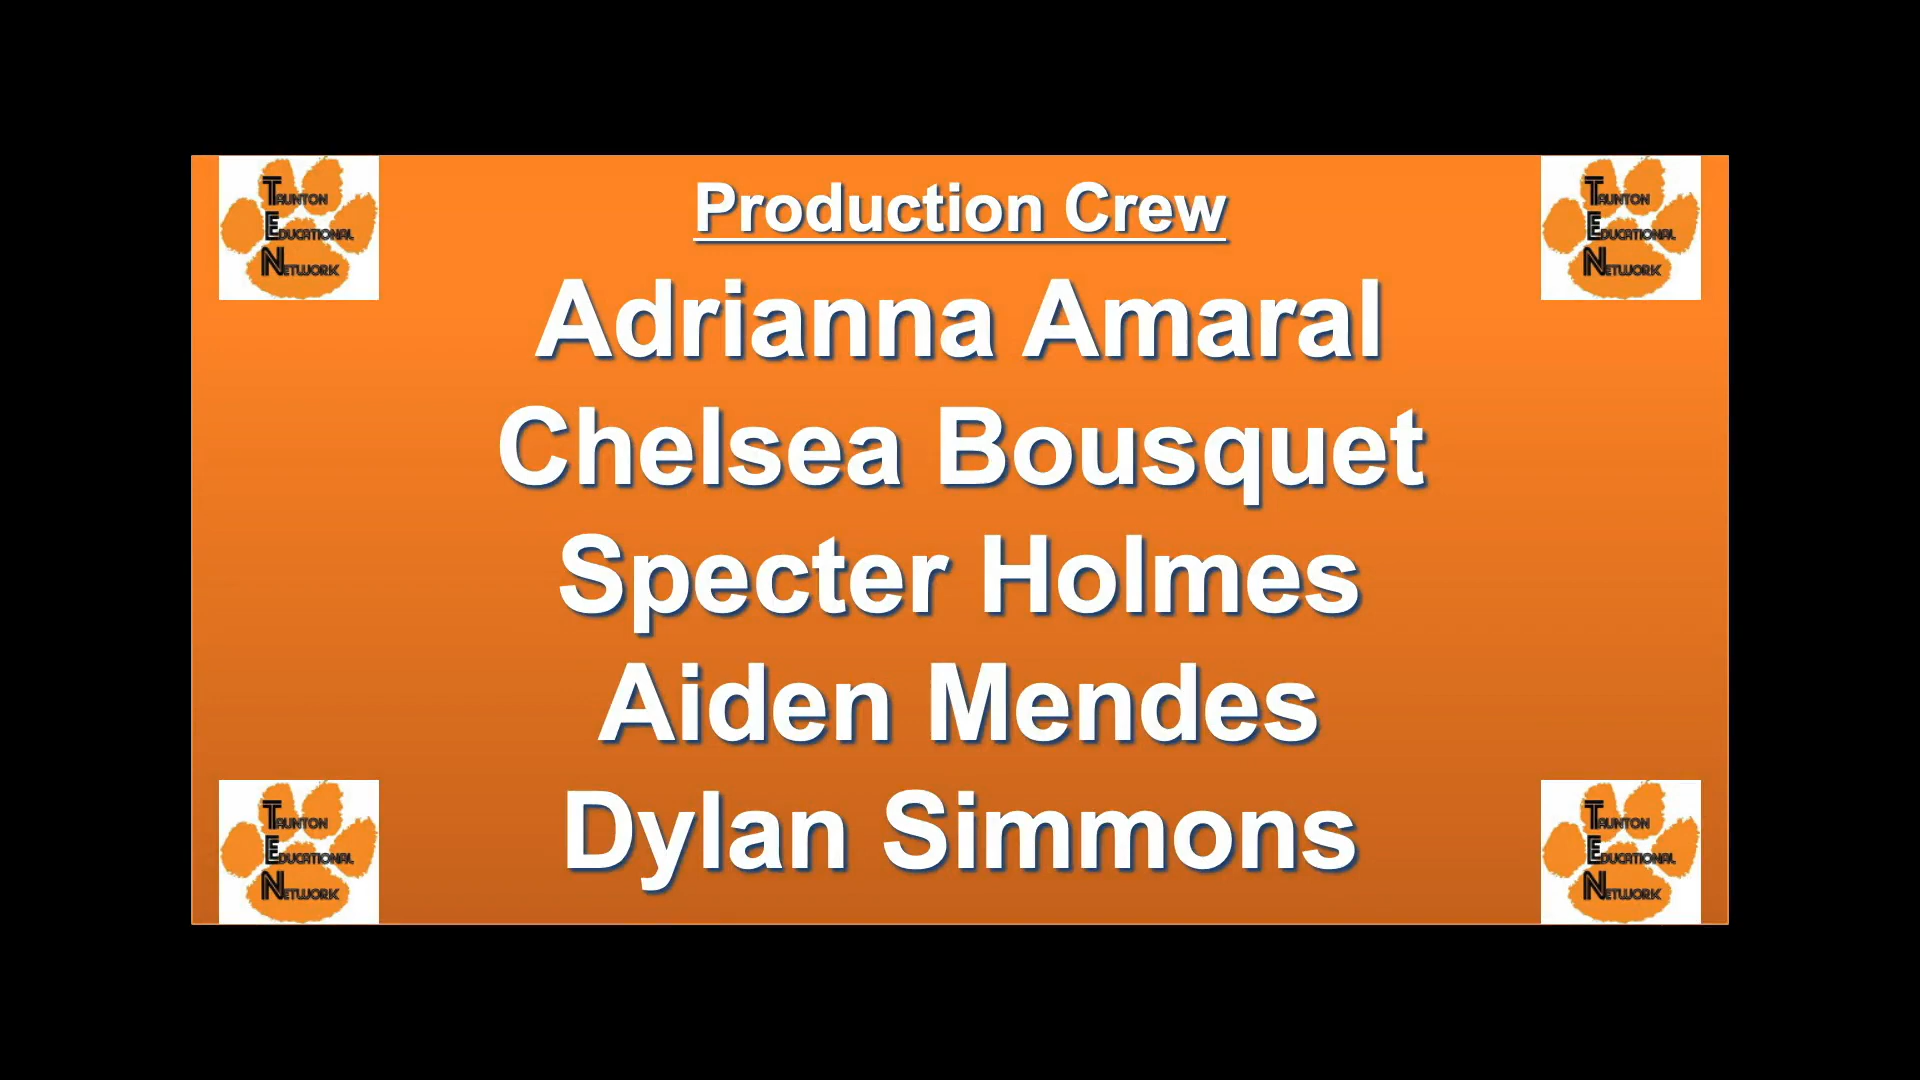 Taunton
Educational
Network
Production Crew
Taunton
Educational
Network
Adrianna Amaral
Chelsea Bousquet
Specter Holmes
Aiden Mendes
Dylan Simmons
Taunton
Educational
Network
Taunton
Educational
Network